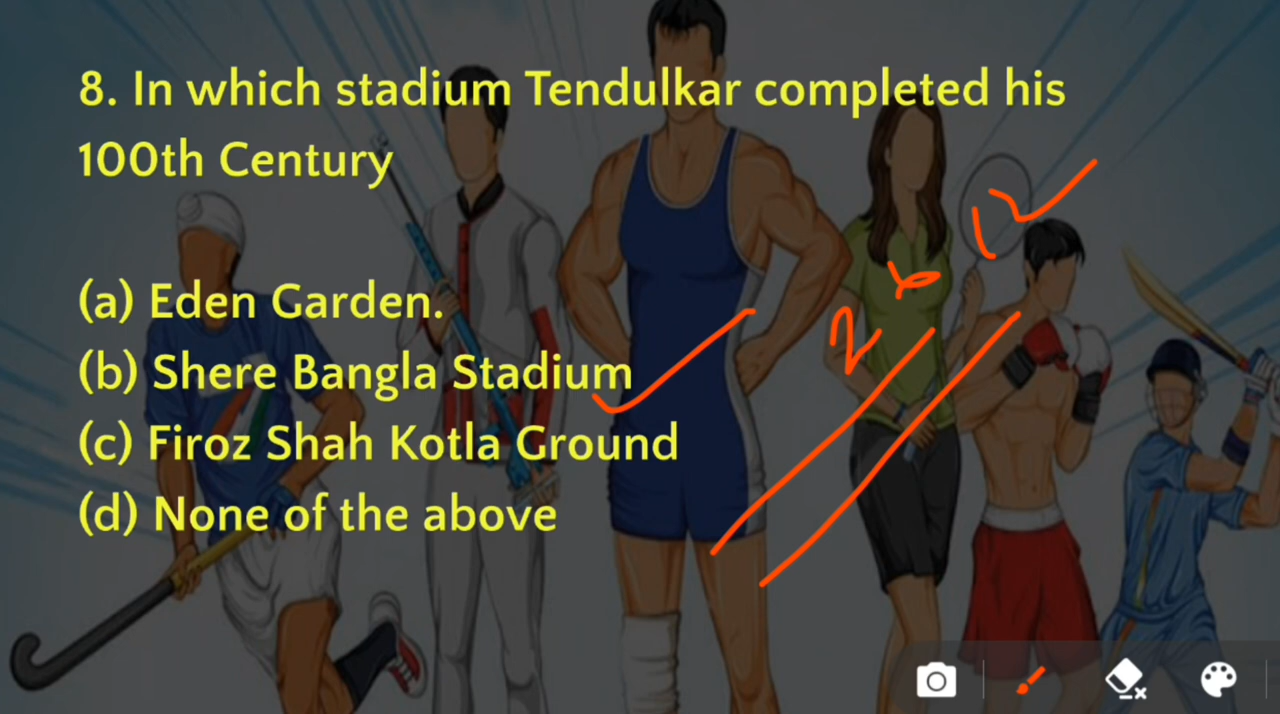 8. In which stadium Tendulkar completed his
100th Century
(a) Eden Garden.
(b) Shere Bangla Stadium
(c) Firoz Shah Kotla Ground
(d) None of the above